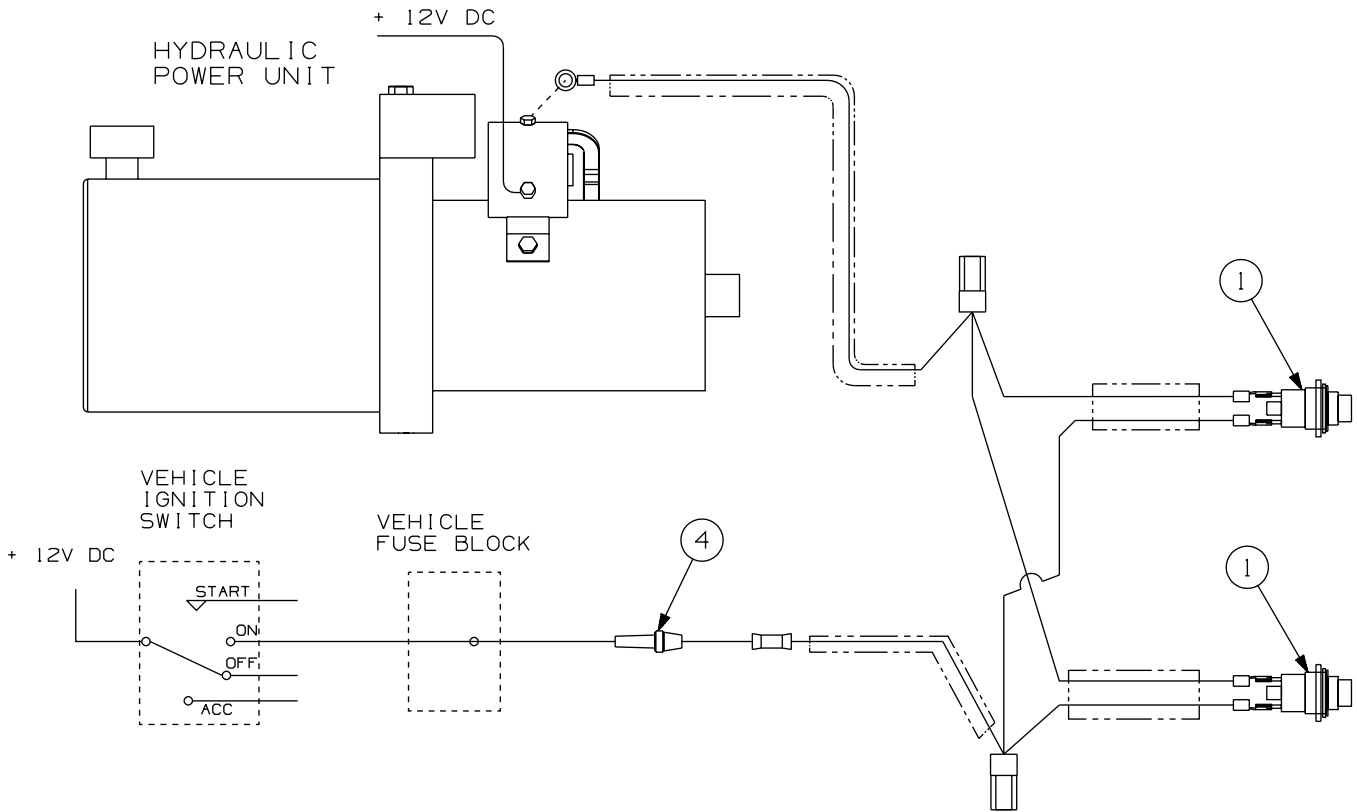 + 12V DC
HYDRAULIC
POWER UNIT
1
VEHICLE
IGNITION
SWITCH
VEHICLE
FUSE BLOCK
4
+ 12V DC
1
START
ON
OFF
ACC